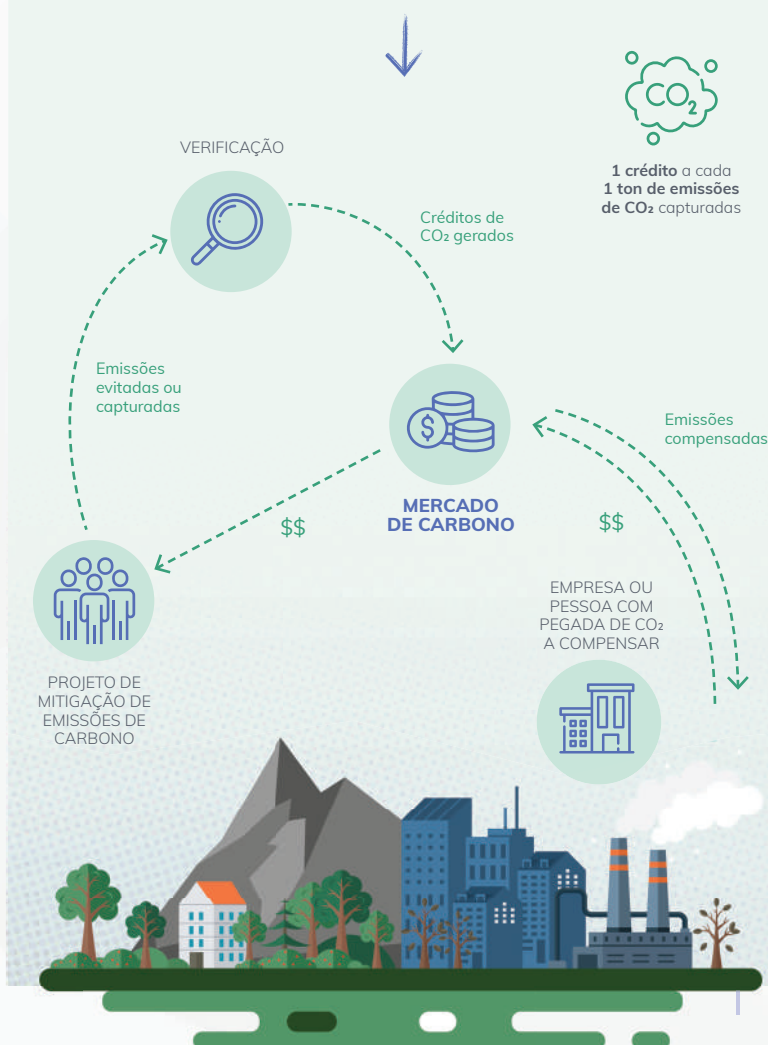 CO₂
1 crédito a cada
1 ton de emissões
de CO₂ capturadas
VERIFICAÇÃO
Créditos de
CO₂ gerados
Emissões
evitadas ou
capturadas
$
MERCADO
DE CARBONO
Emissões
compensadas
$$
$$
EMPRESA OU
PESSOA COM
PEGADA DE CO₂
A COMPENSAR
PROJETO DE
MITIGAÇÃO DE
EMISSÕES DE
CARBONO